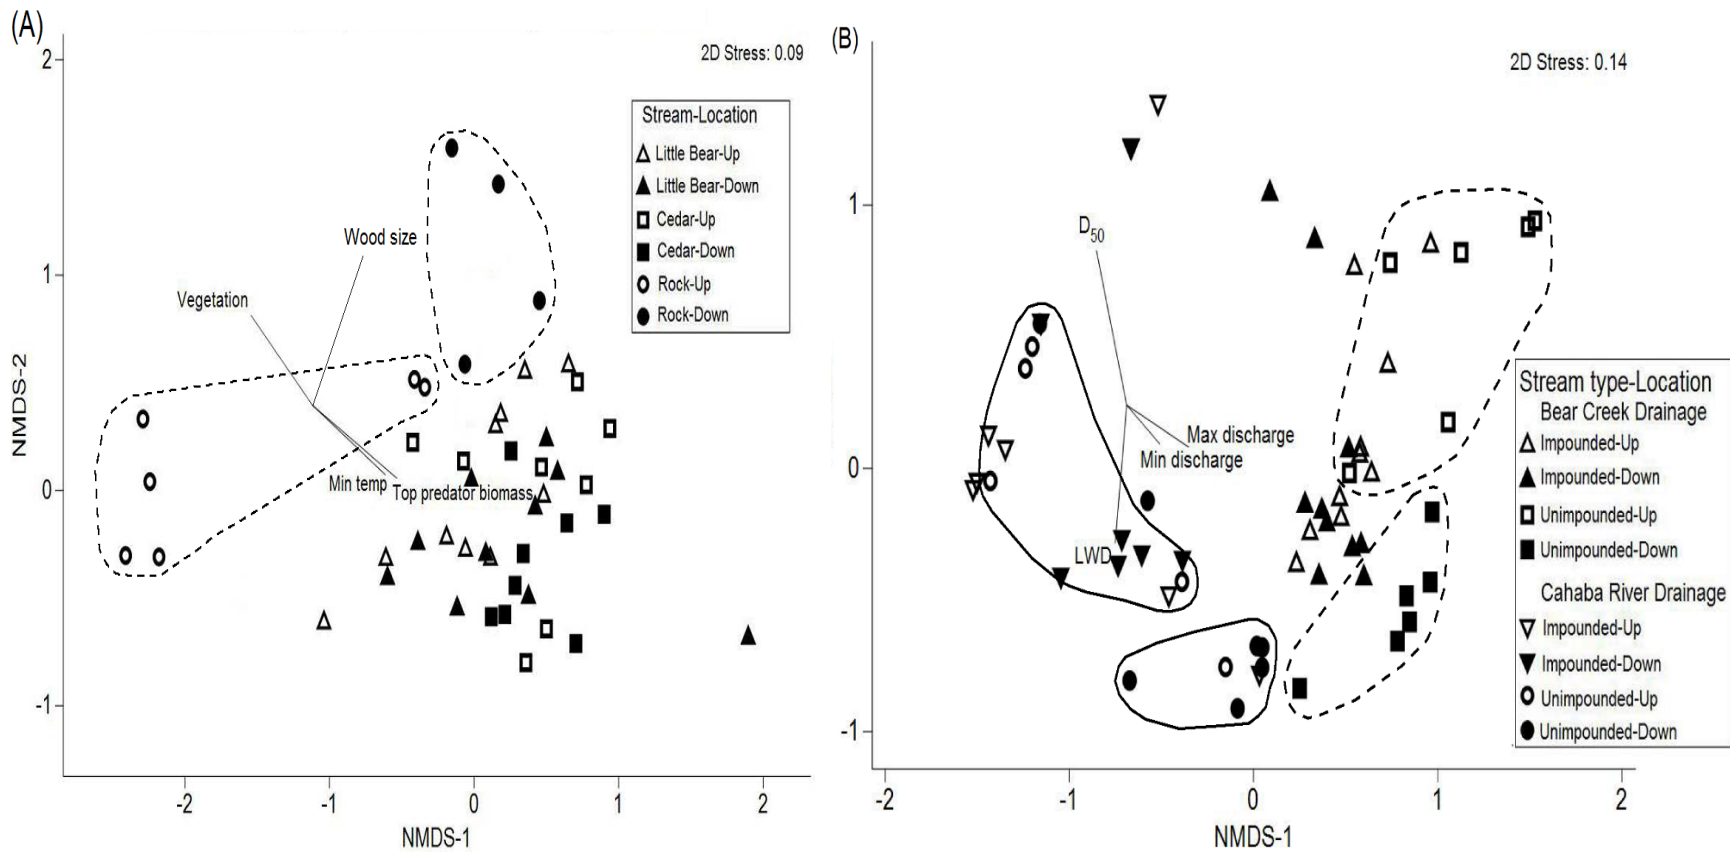 (A)
2D Stress: 0.09
Stream-Location
Little Bear-Up
Little Bear-Down
Cedar-Up
Cedar-Down
Rock-Up
Rock-Down
Wood size
Vegetation
Min temp
Top predator biomass
NMDS-2
2
1
0
-1
-2
-1
0
1
2
NMDS-1
(B)
2D Stress: 0.14
D50
Max discharge
Min discharge
LWD
Stream type-Location
Bear Creek Drainage
Impounded-Up
Impounded-Down
Unimpounded-Up
Unimpounded-Down
Cahaba River Drainage
Impounded-Up
Impounded-Down
Unimpounded-Up
Unimpounded-Down
1
0
-1
-2
-1
0
1
2
NMDS-1